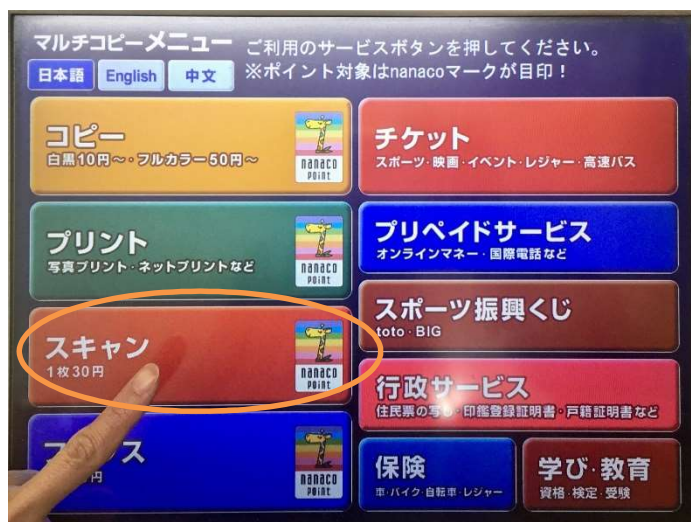 マルチコピーメニュー
ご利用のサービスボタンを押してください。
※ポイント対象はnanacoマークが目印！
日本語 English 中文
コピー
白黒10円～・フルカラー50円～
nanaco
POINT
チケット
スポーツ・映画・イベント・レジャー・高速バス
プリント
写真プリント・ネットプリントなど
nanaco
POINT
プリペイドサービス
オンラインマネー・国際電話など
スキャン
1枚30円
nanaco
POINT
スポーツ振興くじ
toto・BIG
行政サービス
住民票の写し・印鑑登録証明書・戸籍証明書など
ス
円
nanaco
POINT
保険
車・バイク・自転車・レジャー
学び・教育
資格・検定・受験